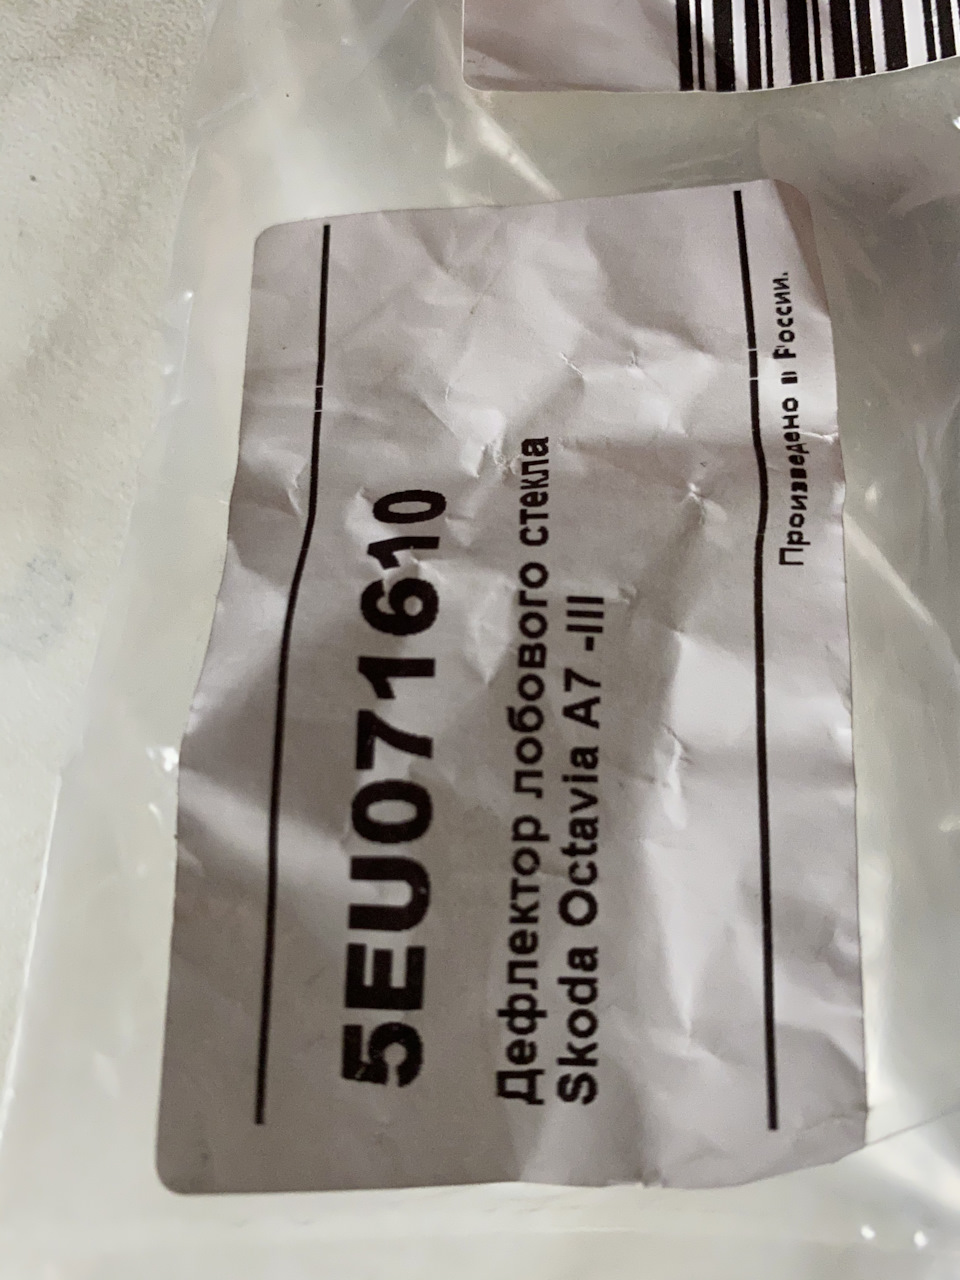 5EU071610
Дефлектор лобового стекла
Skoda Octavia A7 -III
Произведено в России.